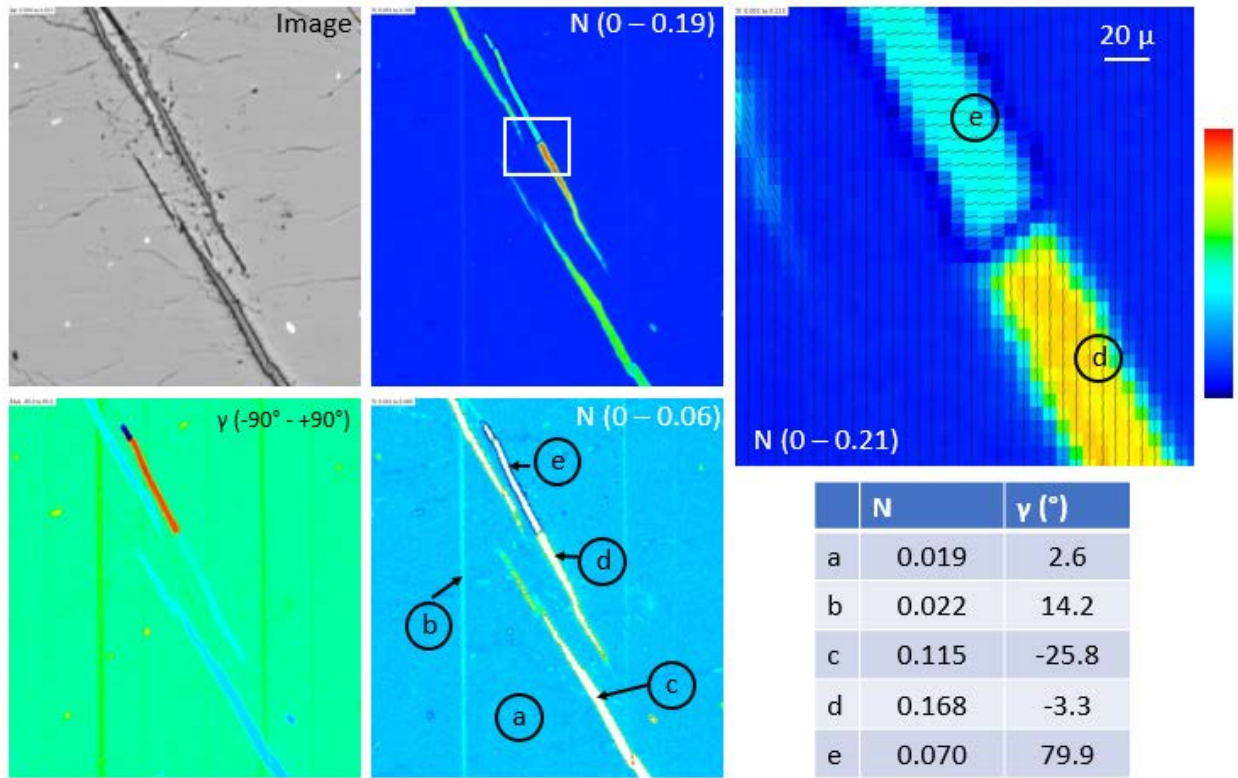 Image
N (0 – 0.19)
20 µ
e
d
N (0 – 0.21)
γ (-90° - +90°)
N (0 – 0.06)
e
d
b
c
a
N γ (°)
a 0.019 2.6
b 0.022 14.2
c 0.115 -25.8
d 0.168 -3.3
e 0.070 79.9